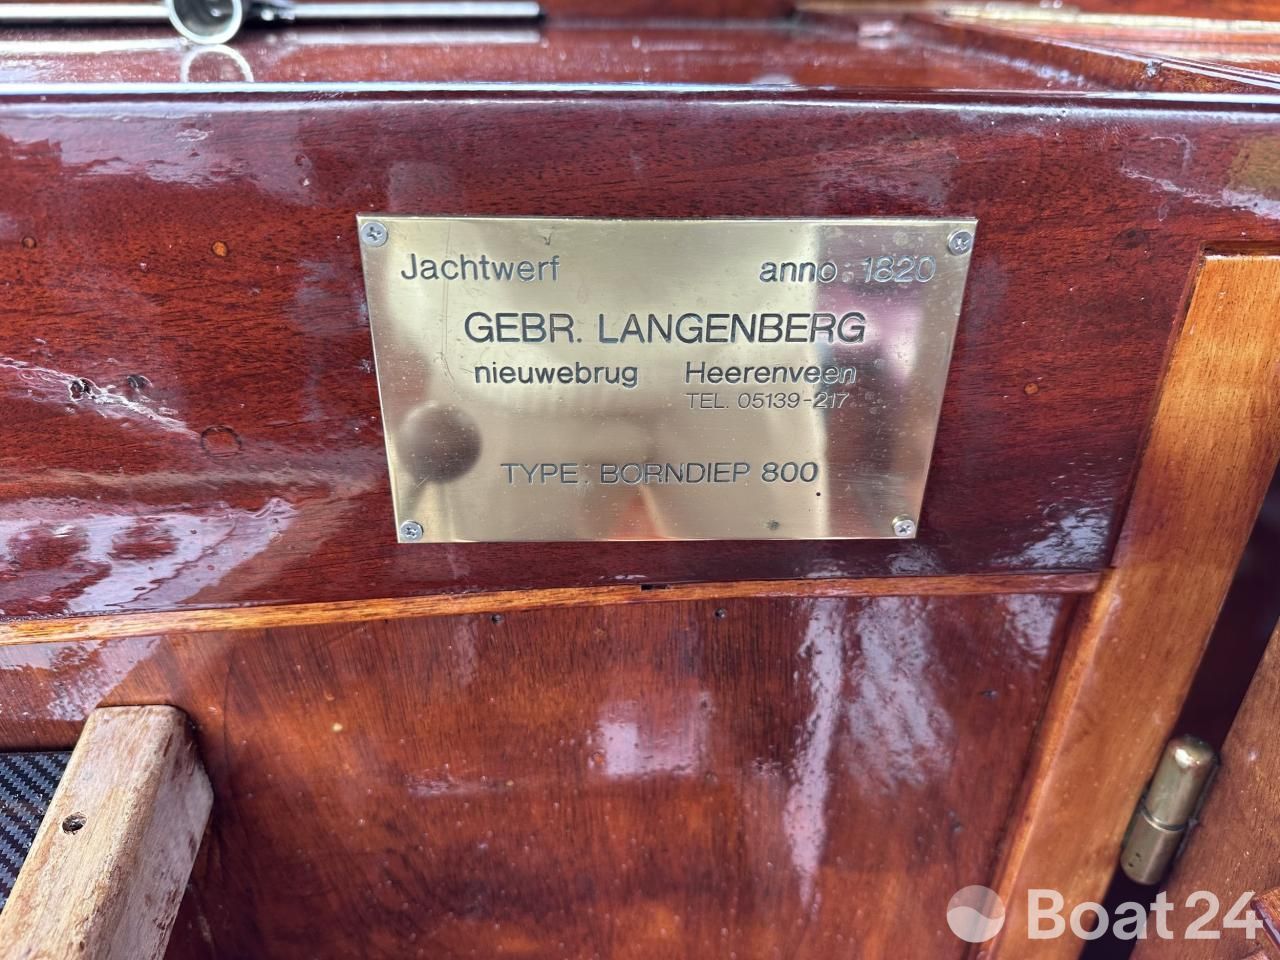 Jachtwerf anno. 1820
GEBR. LANGENBERG
nieuwebrug Heerenveen
TEL. 05139-217
TYPE: BORNDIEP 800
Boat24